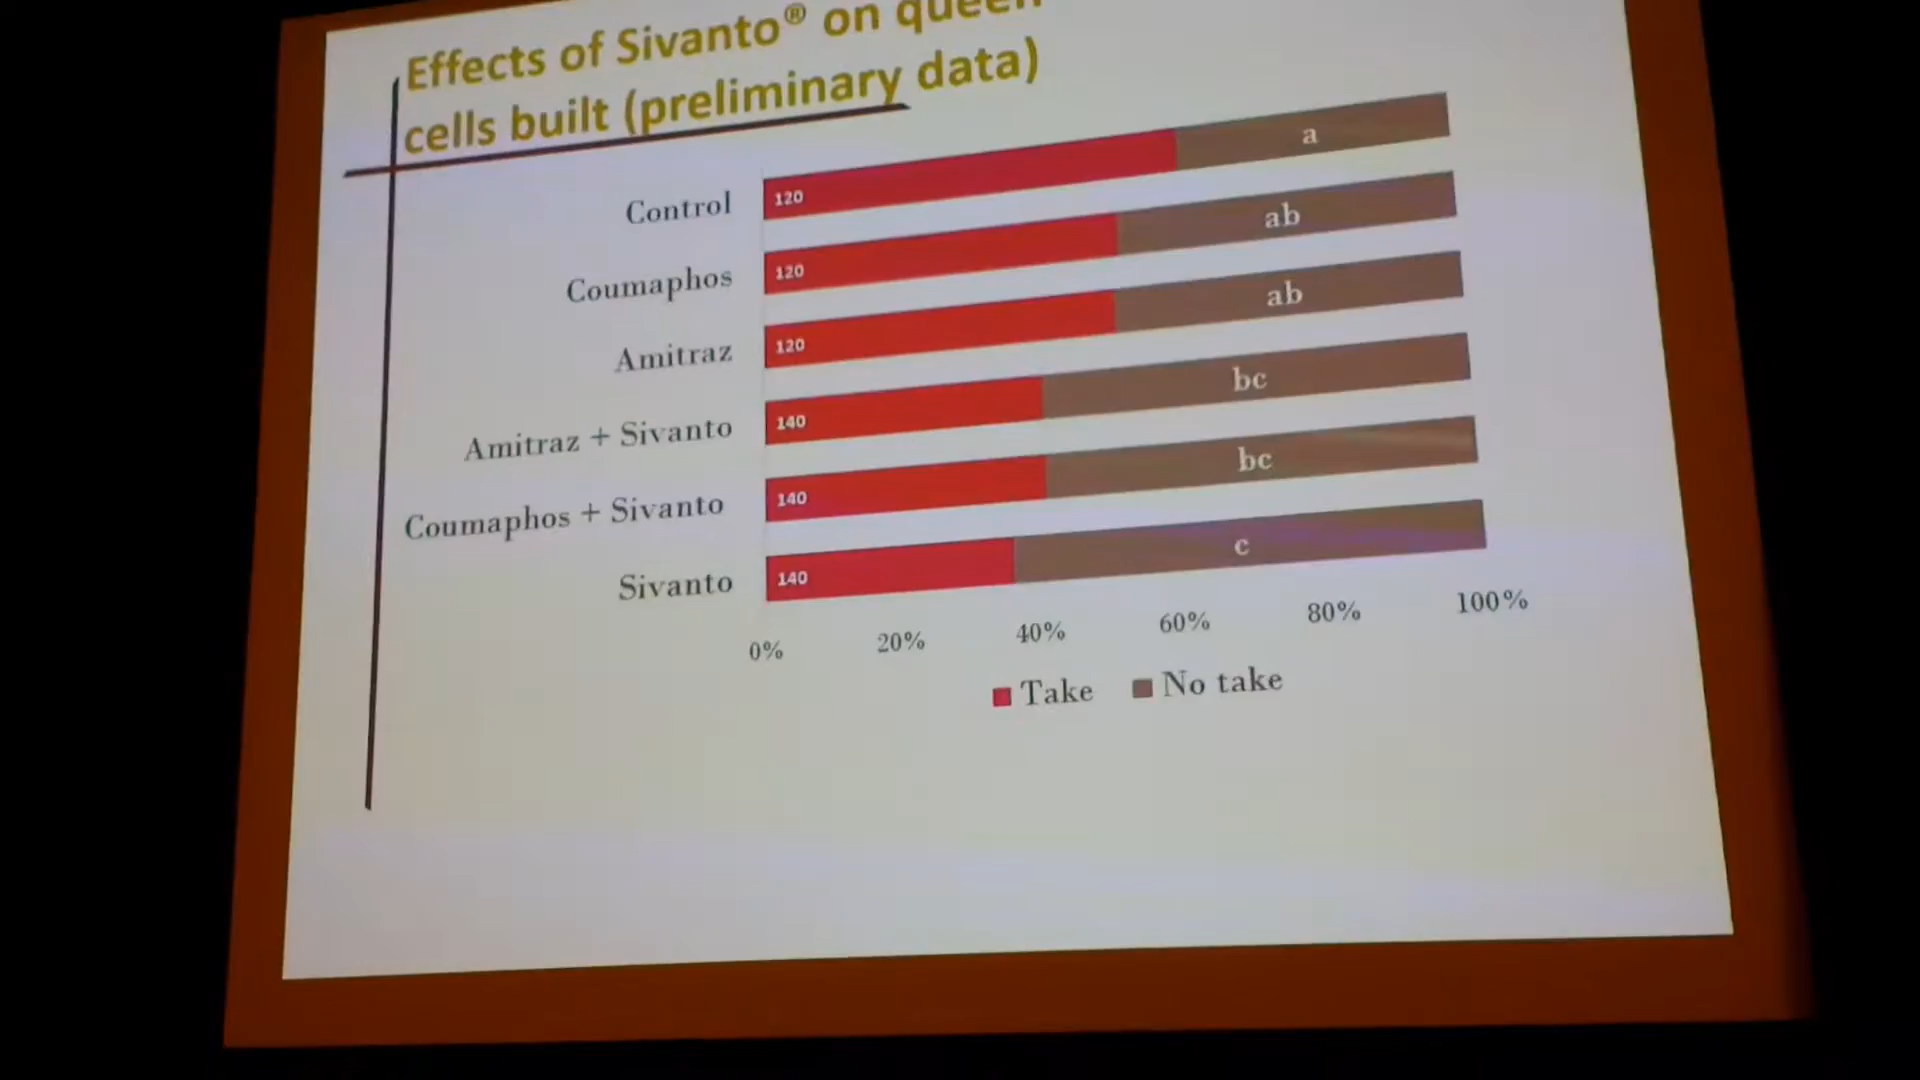 Effects of Sivanto® on queen
cells built (preliminary data)
Control 120 a
Coumaphos 120 ab
Amitraz 120 ab
Amitraz + Sivanto 140 bc
Coumaphos + Sivanto 140 bc
Sivanto 140 c
0% 20% 40% 60% 80% 100%
Take No take